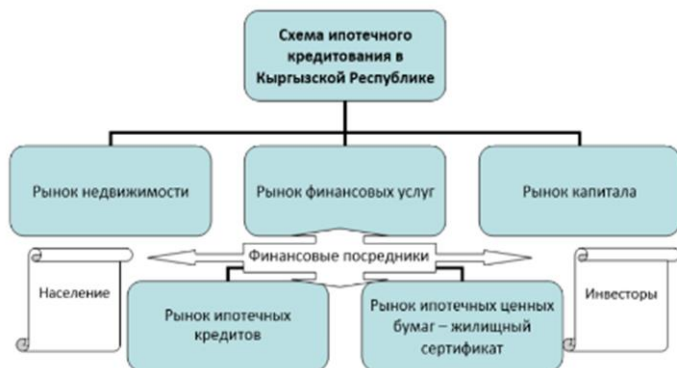 Схема ипотечного
кредитования в
Кыргызской Республике
Рынок недвижимости
Рынок финансовых услуг
Рынок капитала
Финансовые посредники
Население
Инвесторы
Рынок ипотечных
кредитов
Рынок ипотечных ценных
бумаг – жилищный
сертификат